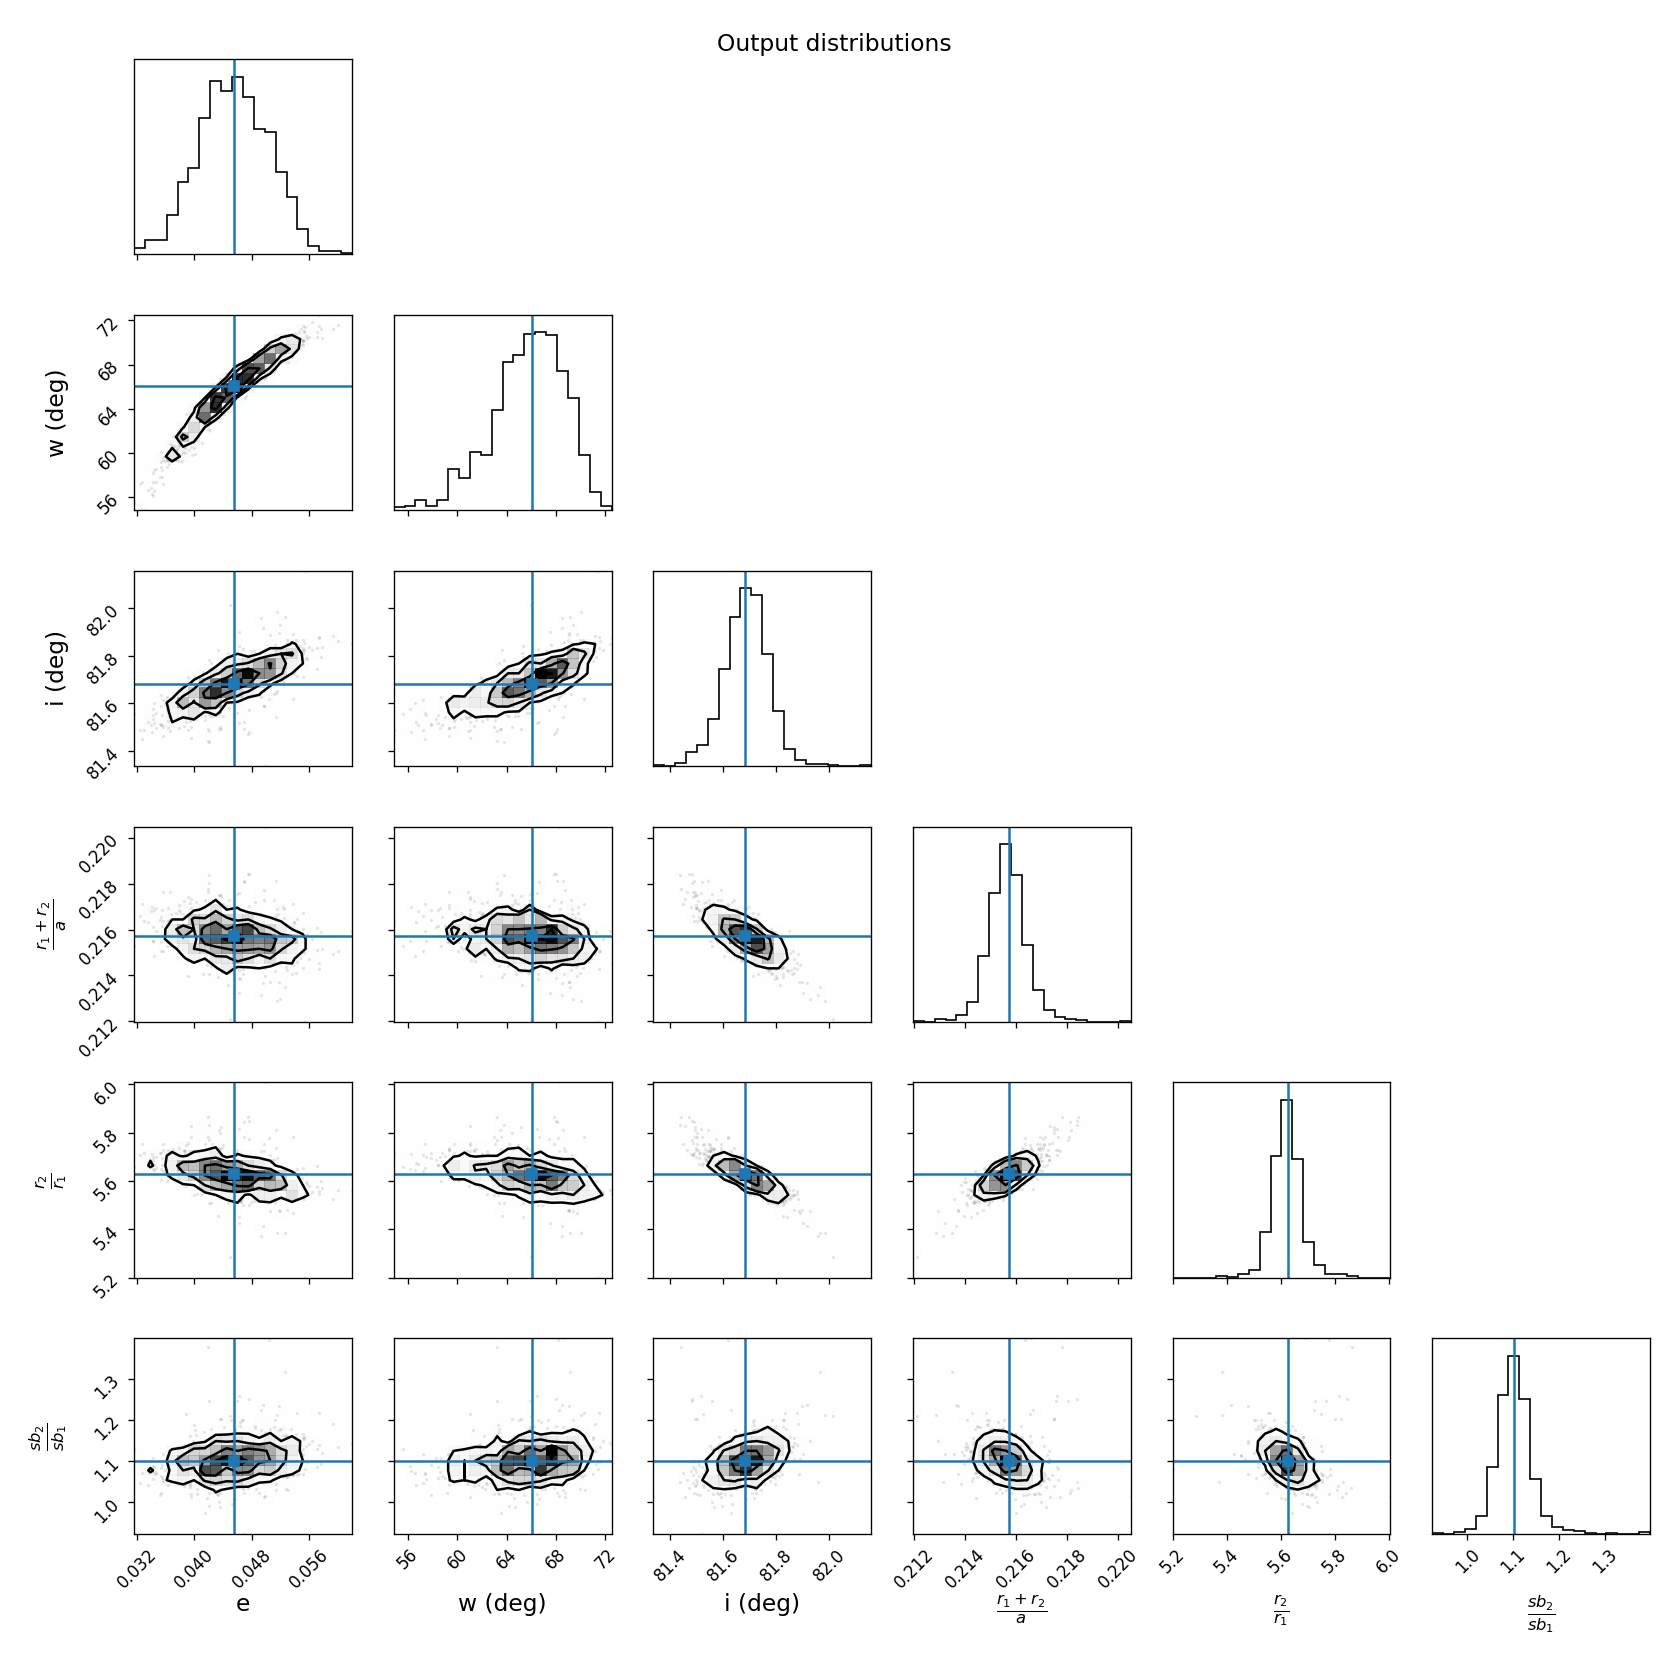 Output distributions
w (deg)
72
68
64
60
56
i (deg)
82.0
81.8
81.6
81.4
r₁ + r₂
a
0.220
0.218
0.216
0.214
0.212
r₂
r₁
6.0
5.8
5.6
5.4
5.2
sb₂
sb₁
1.3
1.2
1.1
1.0
0.032 0.040 0.048 0.056 56 60 64 68 72 81.4 81.6 81.8 82.0 0.212 0.214 0.216 0.218 0.220 5.2 5.4 5.6 5.8 6.0 1.0 1.1 1.2 1.3
e w (deg) i (deg) r₁ + r₂ / a r₂ / r₁ sb₂ / sb₁